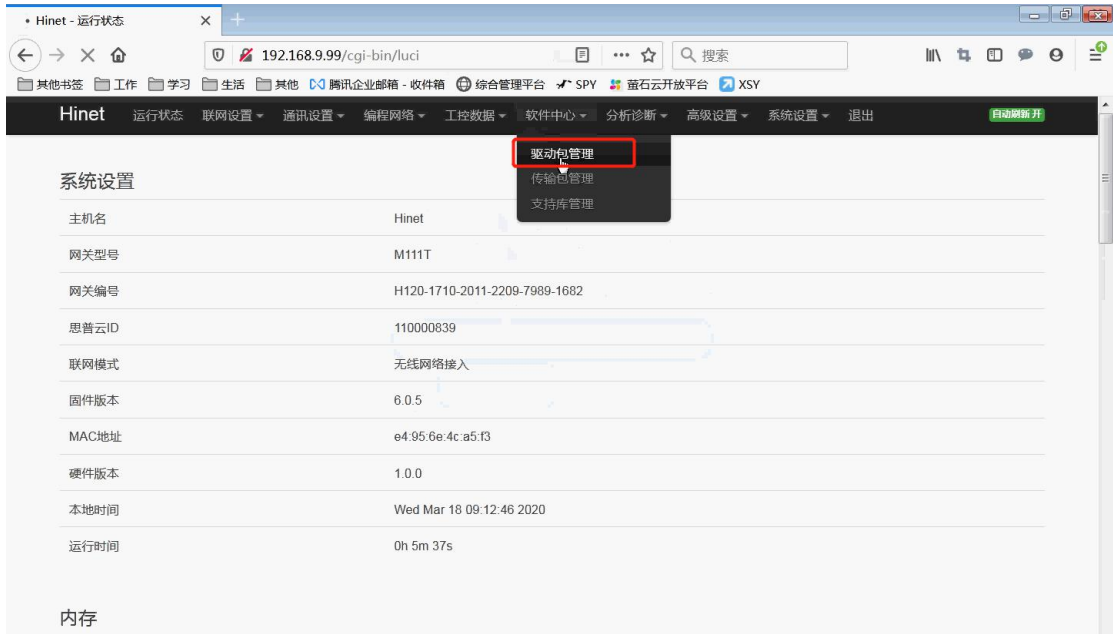 Hinet - 运行状态
192.168.9.99/cgi-bin/luci
搜索
其他书签 工作 学习 生活 其他 腾讯企业邮箱 - 收件箱 综合管理平台 SPY 萤石云开放平台 XSY
Hinet 运行状态 联网设置 通讯设置 编程网络 工控数据 软件中心 分析诊断 高级设置 系统设置 退出 自动刷新 开
驱动包管理
传输包管理
支持库管理
系统设置
主机名 Hinet
网关型号 M111T
网关编号 H120-1710-2011-2209-7989-1682
思普云ID 110000839
联网模式 无线网络接入
固件版本 6.0.5
MAC地址 e4:95:6e:4c:a5:f3
硬件版本 1.0.0
本地时间 Wed Mar 18 09:12:46 2020
运行时间 0h 5m 37s
内存